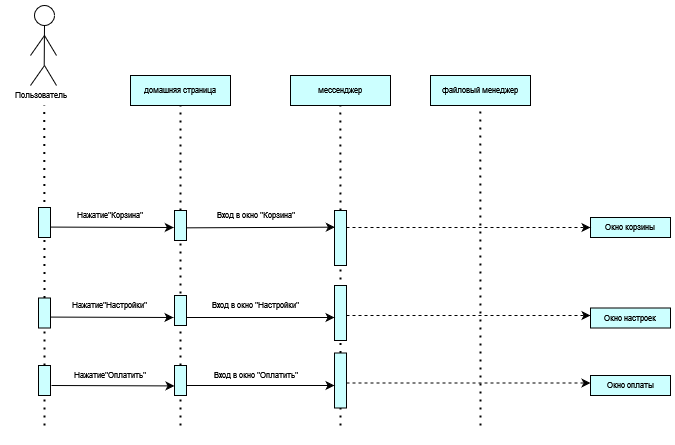 Пользователь
домашняя страница
мессенджер
файловый менеджер
Нажатие"Корзина"
Вход в окно "Корзина"
Окно корзины
Нажатие"Настройки"
Вход в окно "Настройки"
Окно настроек
Нажатие"Оплатить"
Вход в окно "Оплатить"
Окно оплаты